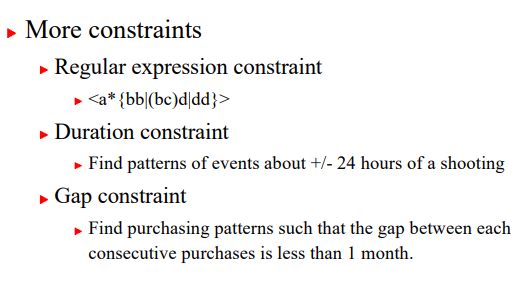 More constraints
Regular expression constraint
<a*{bb|(bc)d|dd}>
Duration constraint
Find patterns of events about +/- 24 hours of a shooting
Gap constraint
Find purchasing patterns such that the gap between each
consecutive purchases is less than 1 month.